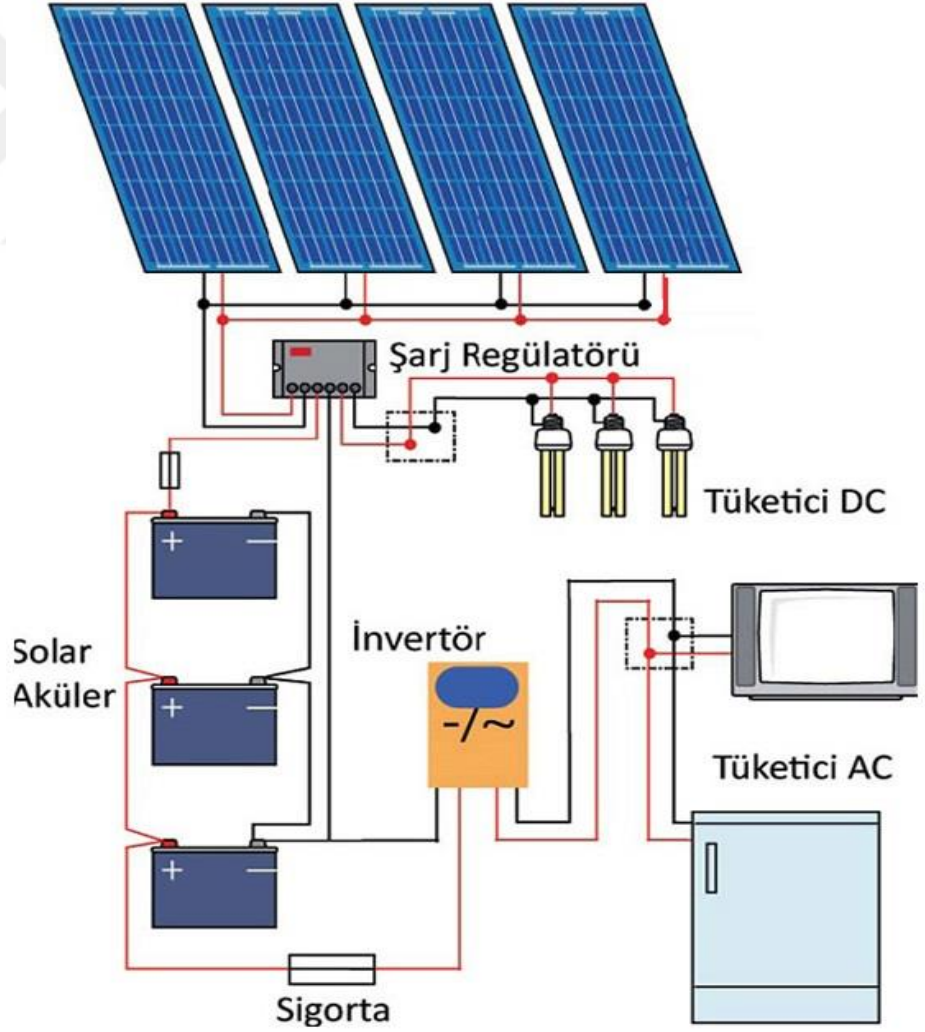 Şarj Regülatörü
Tüketici DC
Solar
Aküler
İnvertör
-/~
Tüketici AC
Sigorta
+ −
+ −
+ −